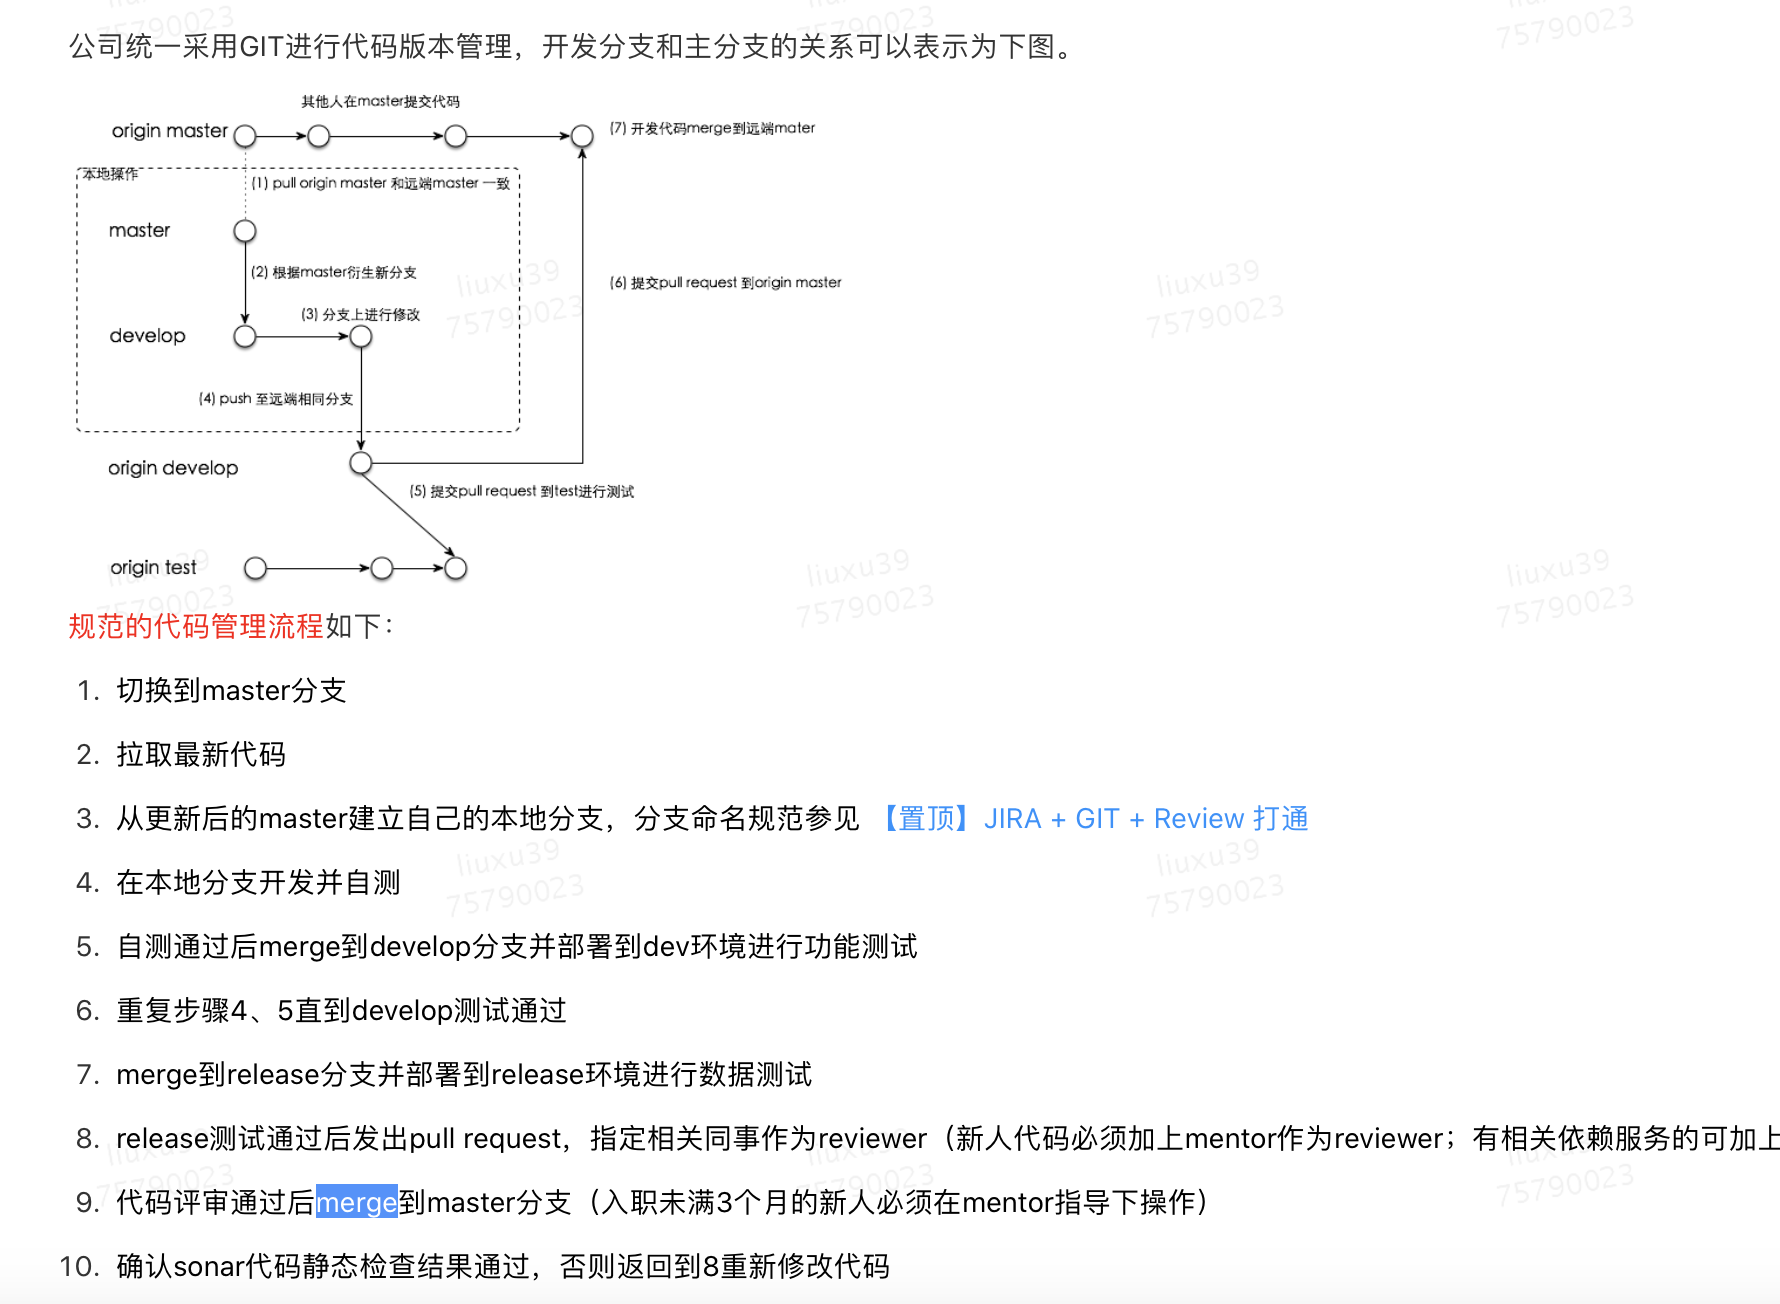 公司统一采用GIT进行代码版本管理，开发分支和主分支的关系可以表示为下图。
其他人在master提交代码
origin master
(7) 开发代码merge到远端mater
本地操作
(1) pull origin master 和远端master 一致
master
(2) 根据master衍生新分支
(6) 提交pull request 到origin master
(3) 分支上进行修改
develop
(4) push 至远端相同分支
origin develop
(5) 提交pull request 到test进行测试
origin test
规范的代码管理流程如下：
1. 切换到master分支
2. 拉取最新代码
3. 从更新后的master建立自己的本地分支，分支命名规范参见 【置顶】JIRA + GIT + Review 打通
4. 在本地分支开发并自测
5. 自测通过后merge到develop分支并部署到dev环境进行功能测试
6. 重复步骤4、5直到develop测试通过
7. merge到release分支并部署到release环境进行数据测试
8. release测试通过后发出pull request，指定相关同事作为reviewer（新人代码必须加上mentor作为reviewer；有相关依赖服务的可加上
9. 代码评审通过后merge到master分支（入职未满3个月的新人必须在mentor指导下操作）
10. 确认sonar代码静态检查结果通过，否则返回到8重新修改代码
liuxu39
75790023